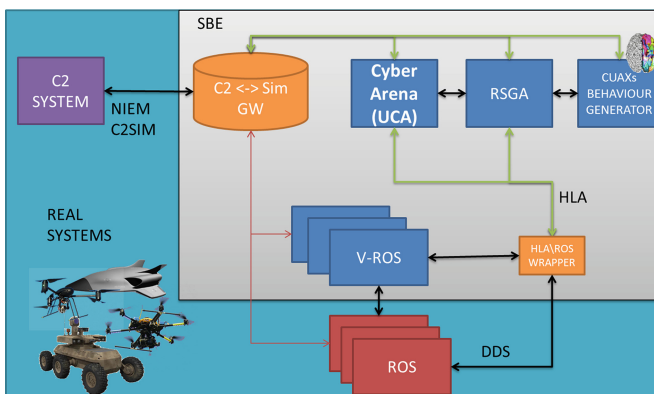 SBE
C2
SYSTEM
NIEM
C2SIM
C2 <-> Sim
GW
Cyber
Arena
(UCA)
RSGA
CUAXs
BEHAVIOUR
GENERATOR
HLA
REAL
SYSTEMS
V-ROS
HLA\ROS
WRAPPER
DDS
ROS